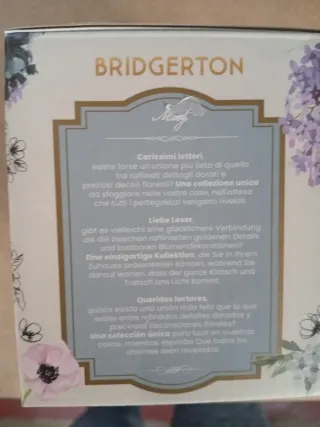 BRIDGERTON
Carissimi lettori,
esiste forse un'unione più lieta di quella
tra raffinati dettagli dorati e
preziosi decori floreali? Una collezione unica
da sfoggiare nelle vostre case, nell'attesa
che tutti i pettegolezzi vengano rivelati.
Liebe Leser,
gibt es vielleicht eine glücklichere Verbindung
als die zwischen raffinierten goldenen Details
und kostbaren Blumendekorationen?
Eine einzigartige Kollektion, die Sie in Ihrem
Zuhause präsentieren können, während Sie
darauf warten, dass der ganze Klatsch und
Tratsch ans Licht kommt.
Queridos lectores,
quizás exista una unión más feliz que la que
existe entre refinados detalles dorados y
preciosas decoraciones florales?
Una colección única para lucir en vuestras
casas, mientras esperáis que todos los
chismes sean revelados.